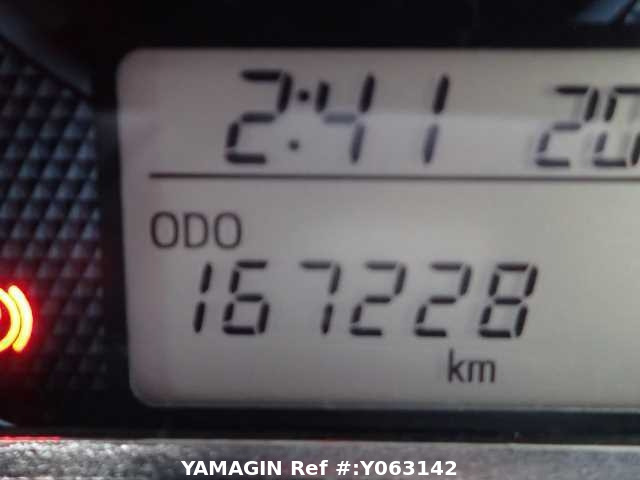 2:41 20
ODO
167228
km
YAMAGIN Ref #:Y063142